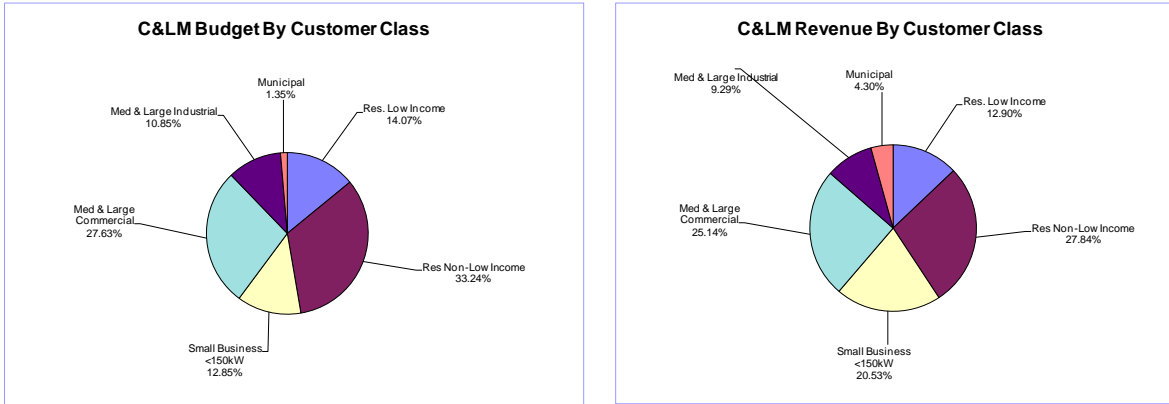 C&LM Budget By Customer Class
Municipal
1.35%
Res. Low Income
14.07%
Med & Large Industrial
10.85%
Med & Large
Commercial
27.63%
Res Non-Low Income
33.24%
Small Business
<150kW
12.85%
C&LM Revenue By Customer Class
Med & Large Industrial
9.29%
Municipal
4.30%
Res. Low Income
12.90%
Med & Large
Commercial
25.14%
Res Non-Low Income
27.84%
Small Business
<150kW
20.53%